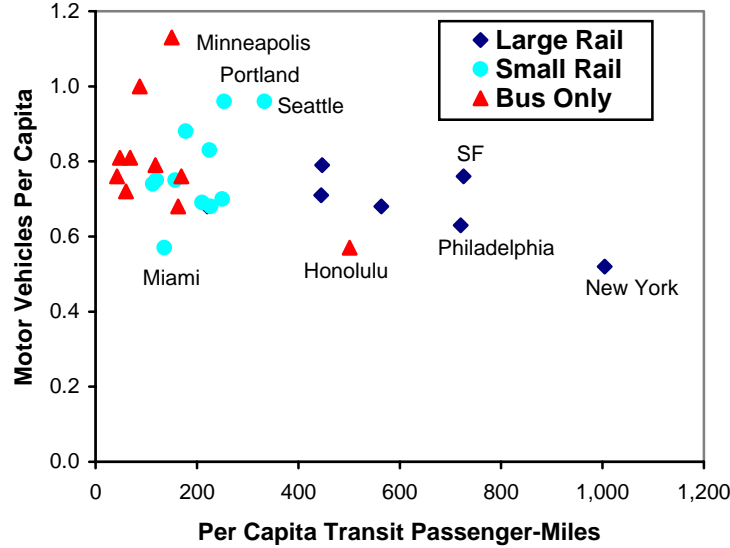 1.2
1.0
0.8
0.6
0.4
0.2
0.0
Motor Vehicles Per Capita
Large Rail
Small Rail
Bus Only
Minneapolis
Portland
Seattle
SF
Philadelphia
Honolulu
Miami
New York
0 200 400 600 800 1,000 1,200
Per Capita Transit Passenger-Miles